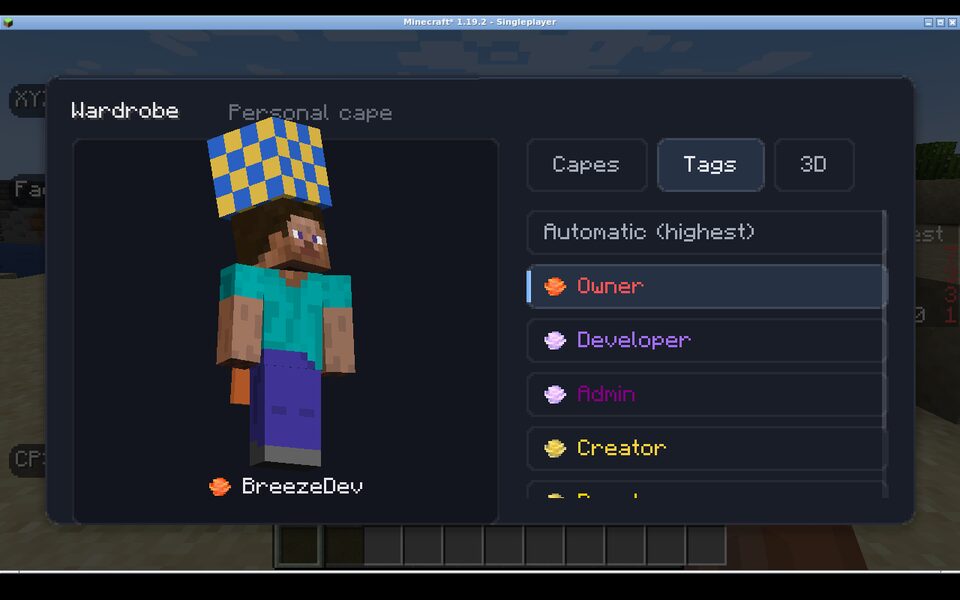 Minecraft* 1.19.2 - Singleplayer
Wardrobe
Personal cape
Capes
Tags
3D
Automatic (highest)
Owner
Developer
Admin
Creator
BreezeDev